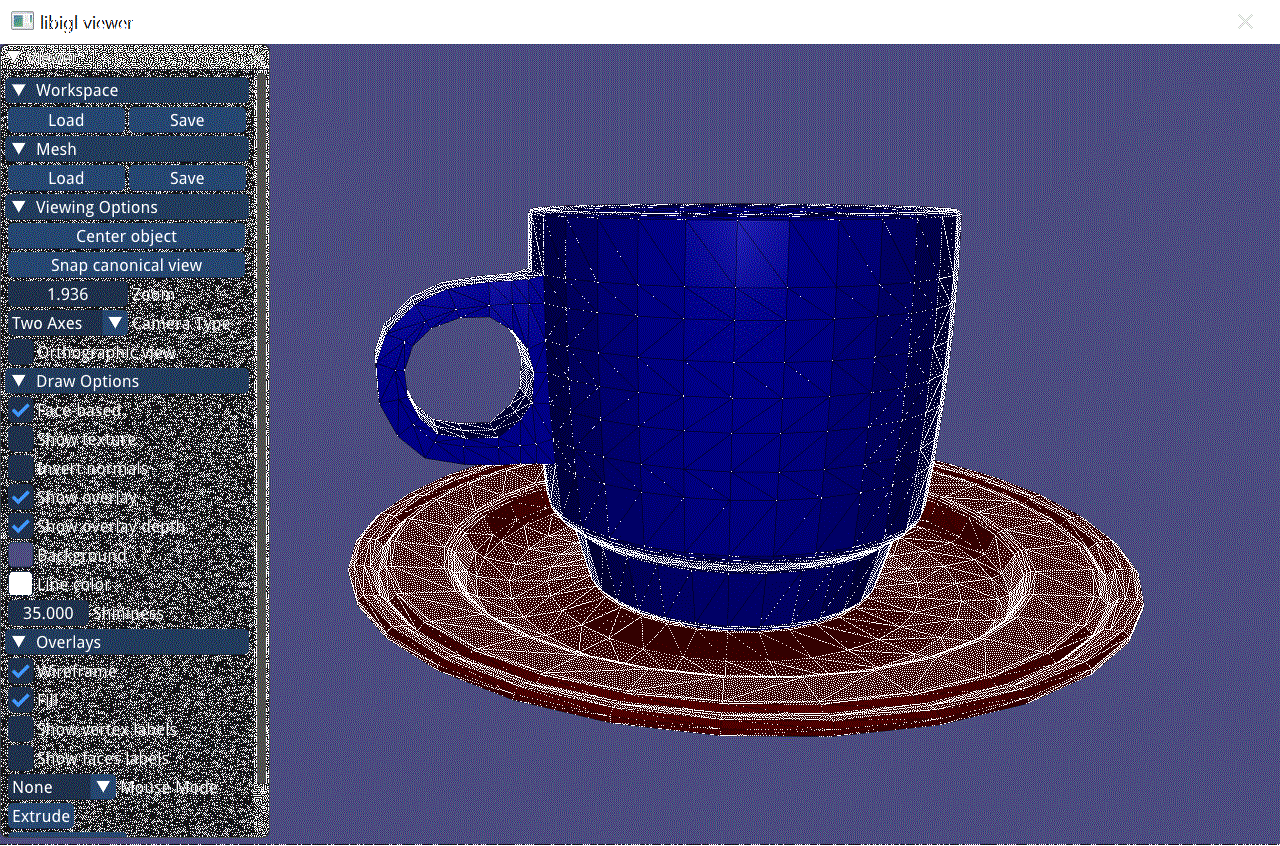 libigl viewer
Workspace
Load Save
Mesh
Load Save
Viewing Options
Center object
Snap canonical view
1.936 Zoom
Two Axes Camera Type
Orthographic view
Draw Options
Face based
Show texture
Invert normals
Show overlay
Show overlay depth
Background
Line color
35.000 Shininess
Overlays
Wireframe
Fill
Show vertex labels
Show faces labels
None Mouse Mode
Extrude